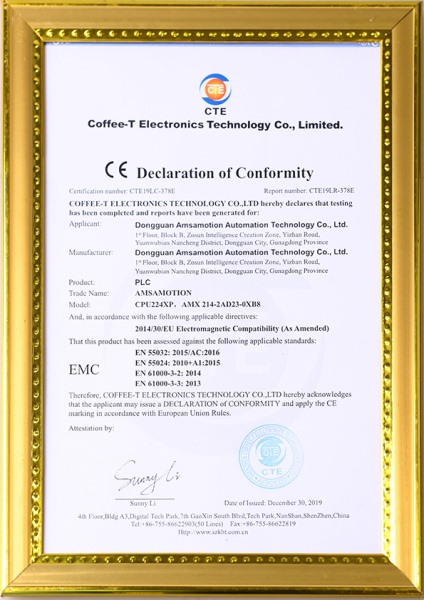 CTE
CTE
Coffee-T Electronics Technology Co., Limited.
CE Declaration of Conformity
Certification number: CTE19LC-378E Report number: CTE19LR-378E
COFFEE-T ELECTRONICS TECHNOLOGY CO.,LTD hereby declares that testing
has been completed and reports have been generated for:
Applicant: Dongguan Amsamotion Automation Technology Co., Ltd.
1st Floor, Block B, Zosun Intelligence Creation Zone, Yizhan Road,
Yuanwubian Nancheng District, Dongguan City, Gunagdong Province
Manufacturer: Dongguan Amsamotion Automation Technology Co., Ltd.
1st Floor, Block B, Zosun Intelligence Creation Zone, Yizhan Road,
Yuanwubian Nancheng District, Dongguan City, Gunagdong Province
Product: PLC
Trade Name: AMSAMOTION
Model: CPU224XP、AMX 214-2AD23-0XB8
And, in accordance with the following applicable directives:
2014/30/EU Electromagnetic Compatibility (As Amended)
That this product has been assessed against the following applicable standards:
EN 55032: 2015/AC:2016
EN 55024: 2010+A1:2015
EMC
EN 61000-3-2: 2014
EN 61000-3-3: 2013
Therefore, COFFEE-T ELECTRONICS TECHNOLOGY CO.,LTD hereby acknowledges
that the applicant may issue a DECLARATION of CONFORMITY and apply the CE
marking in accordance with European Union Rules.
Attestation by:
CTE
CTE
Sunny Li
Sunny Li Date of Issued: December 30, 2019
4th Floor,Bldg A3,Digital Tech Park,7th GaoXin South Blvd,Tech Park,NanShan,ShenZhen,China
Tel:+86-755-86622903(50 Lines) Fax:+86-755-86622819
Http://www.szkbt.com.cn